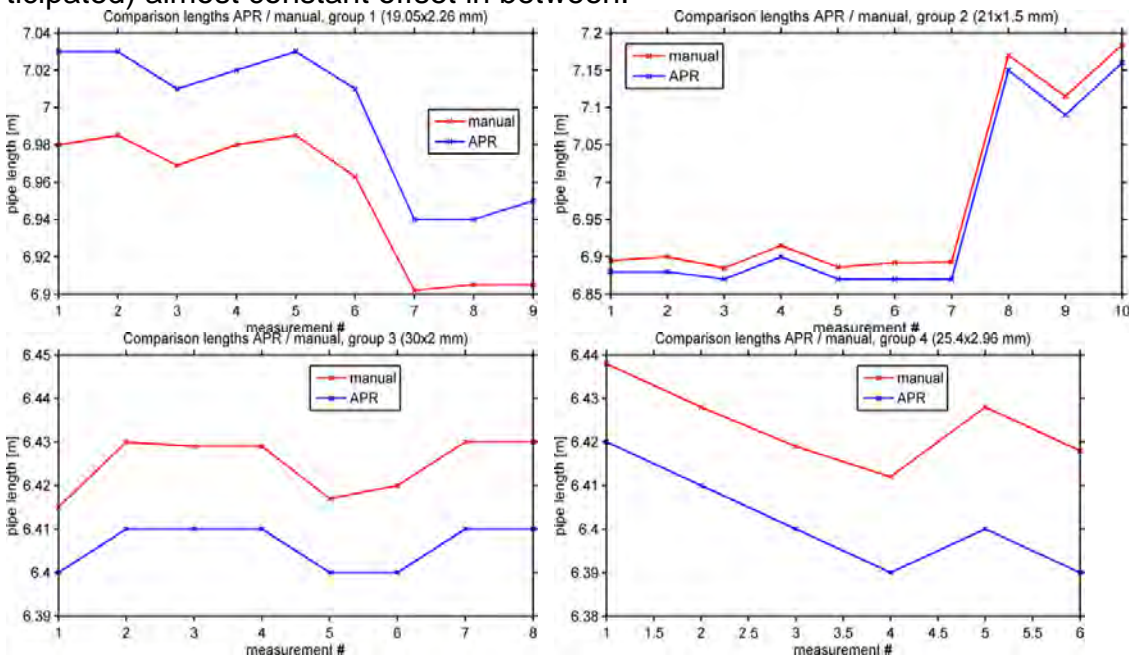 ticipated) almost constant effect in between.
Comparison lengths APR / manual, group 1 (19.05x2.26 mm)
7.04
7.02
7
6.98
6.96
6.94
6.92
6.9
pipe length [m]
manual
APR
1 2 3 4 5 6 7 8 9
measurement #
Comparison lengths APR / manual, group 2 (21x1.5 mm)
7.2
7.15
7.1
7.05
7
6.95
6.9
6.85
pipe length [m]
manual
APR
1 2 3 4 5 6 7 8 9 10
measurement #
Comparison lengths APR / manual, group 3 (30x2 mm)
6.45
6.44
6.43
6.42
6.41
6.4
6.39
pipe length [m]
manual
APR
1 2 3 4 5 6 7 8
measurement #
Comparison lengths APR / manual, group 4 (25.4x2.96 mm)
6.44
6.43
6.42
6.41
6.4
6.39
6.38
pipe length [m]
manual
APR
1 1.5 2 2.5 3 3.5 4 4.5 5 5.5 6
measurement #